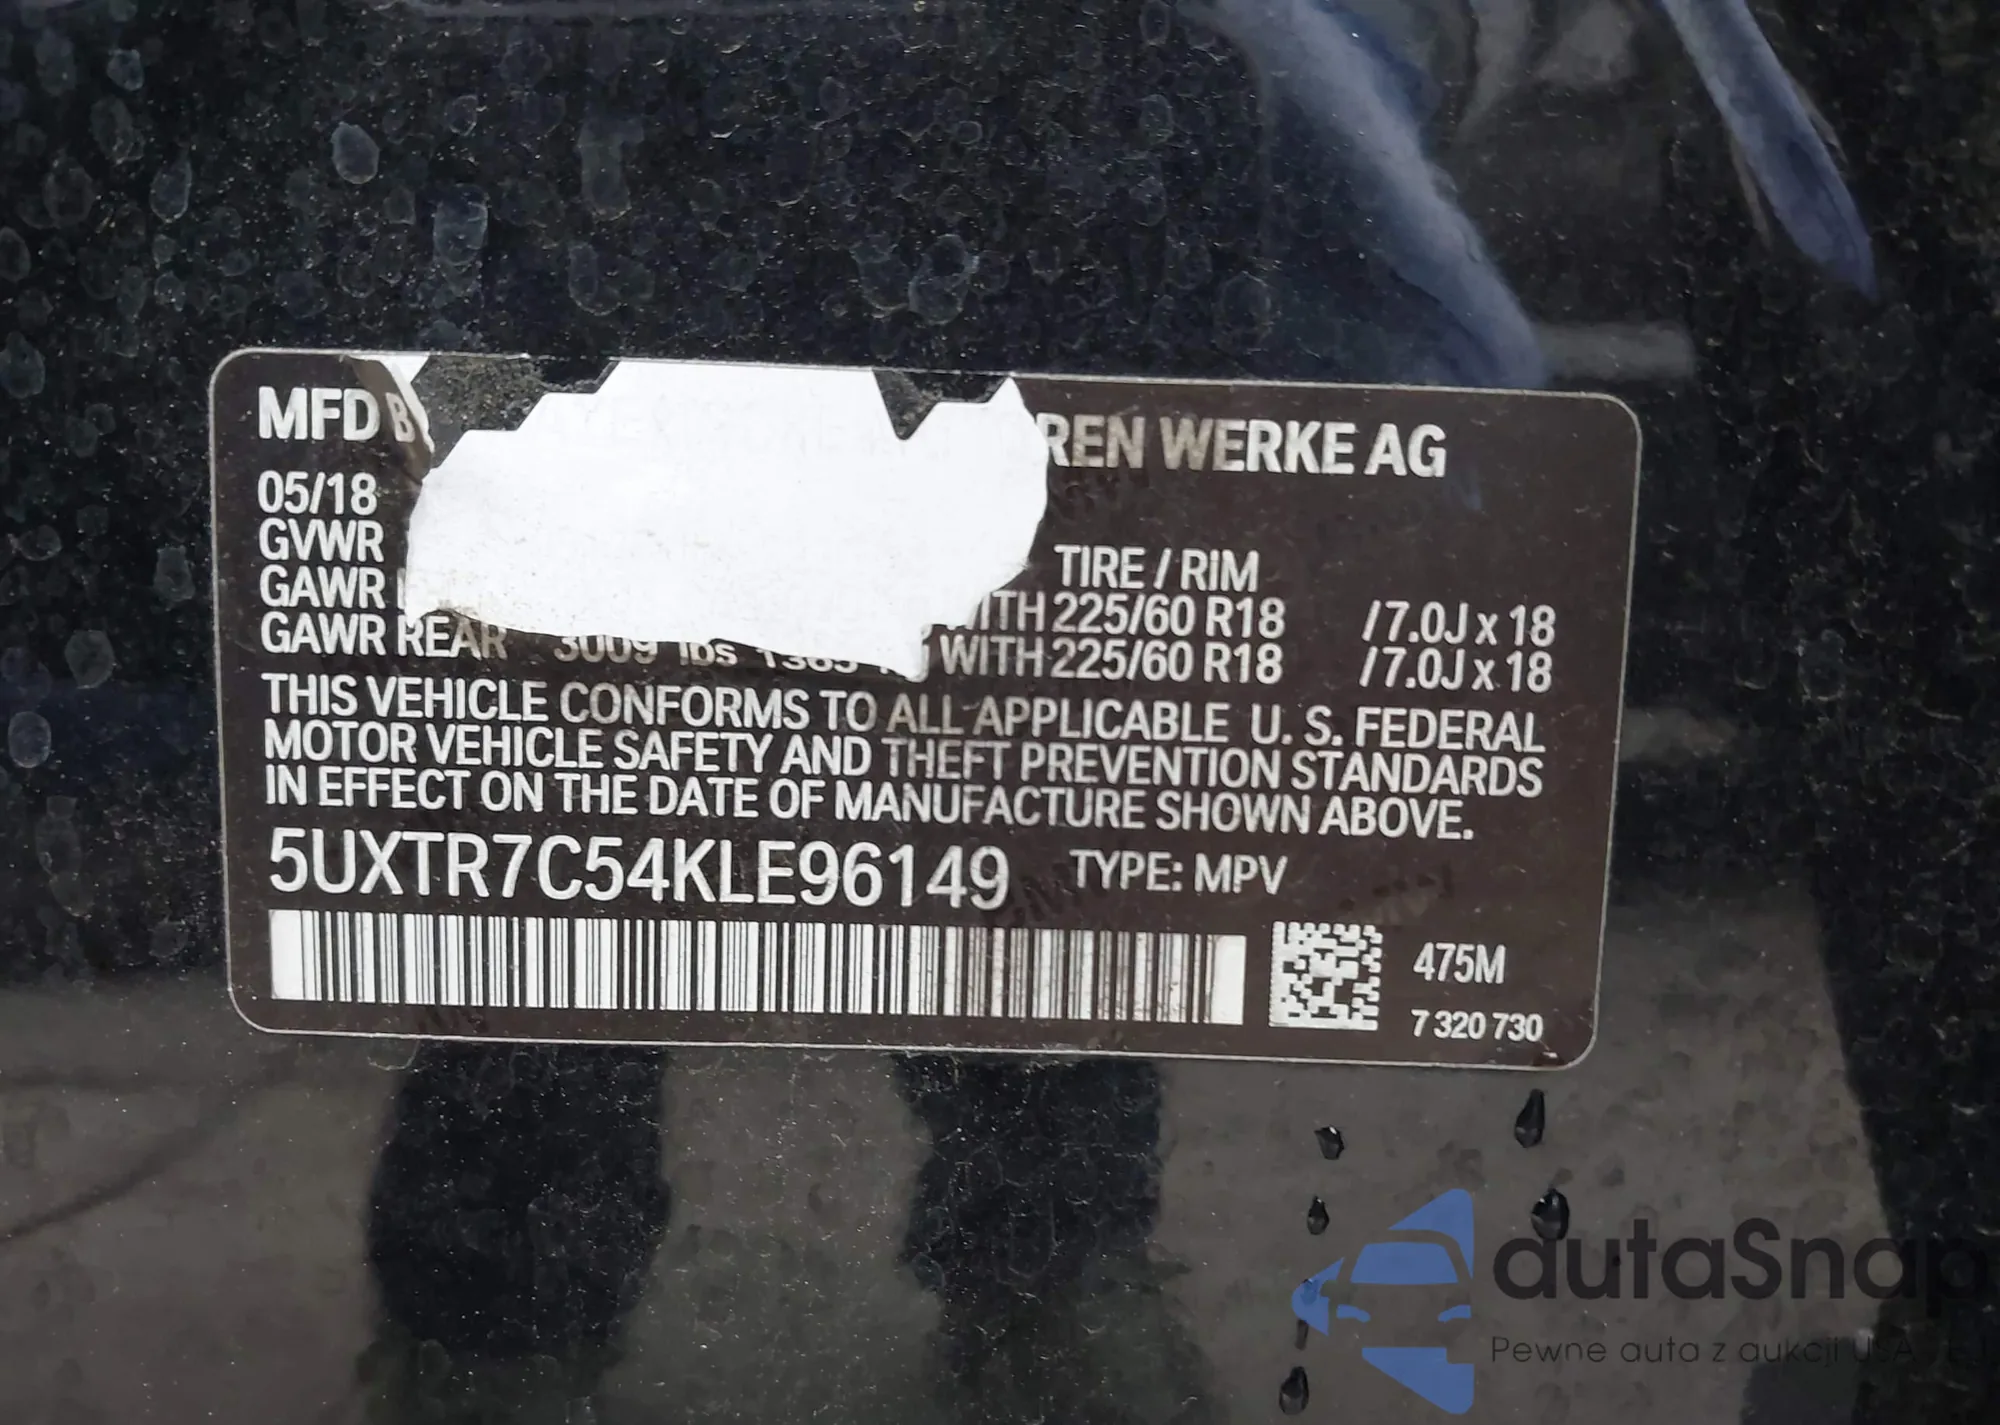 MFD B REN WERKE AG
05/18
GVWR TIRE / RIM
GAWR WITH 225/60 R18 /7.0J x 18
GAWR REAR 3009 lbs 1365 WITH 225/60 R18 /7.0J x 18
THIS VEHICLE CONFORMS TO ALL APPLICABLE U. S. FEDERAL
MOTOR VEHICLE SAFETY AND THEFT PREVENTION STANDARDS
IN EFFECT ON THE DATE OF MANUFACTURE SHOWN ABOVE.
5UXTR7C54KLE96149 TYPE: MPV
475M
7 320 730
autaSnap
Pewne auta z aukcji USA